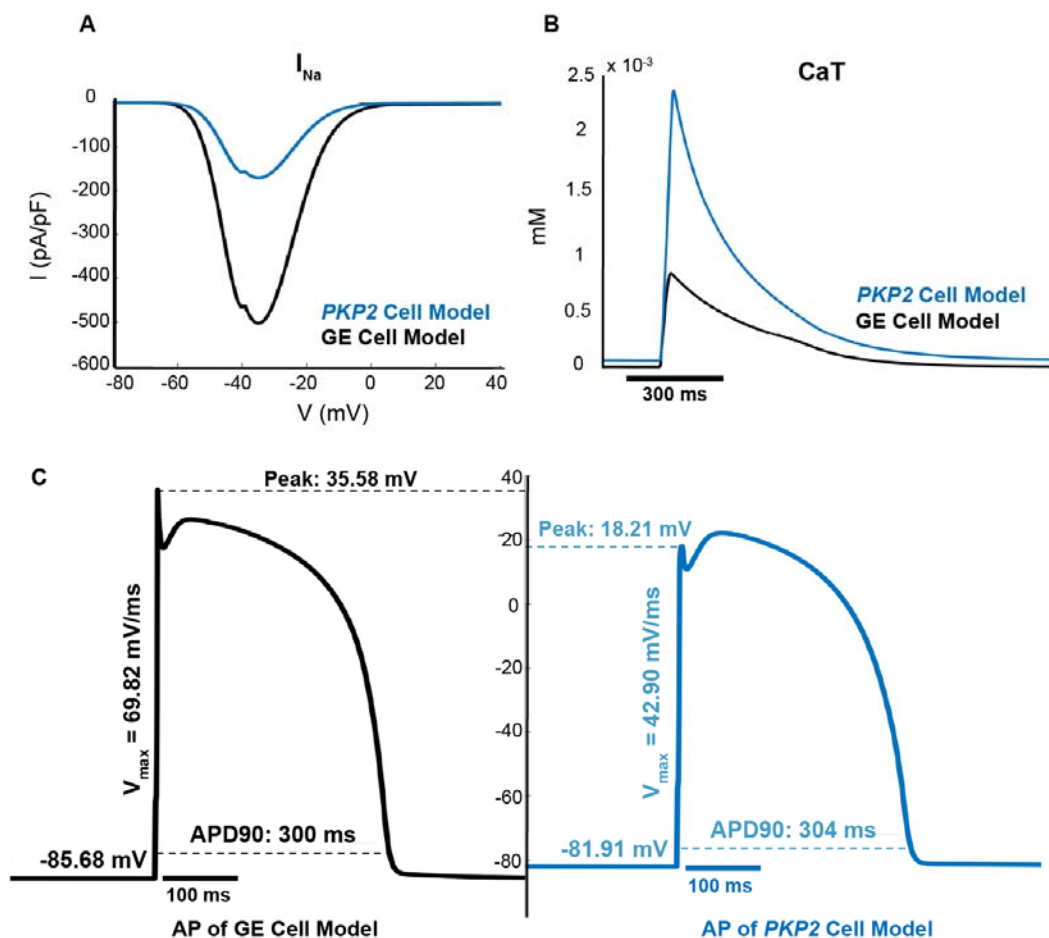 A
I_Na
0
-100
-200
-300
-400
-500
-600
I (pA/pF)
-80
-60
-40
-20
0
20
40
V (mV)
PKP2 Cell Model
GE Cell Model
B
CaT
x 10⁻³
2.5
2
1.5
1
0.5
0
mM
PKP2 Cell Model
GE Cell Model
300 ms
C
Peak: 35.58 mV
V_max = 69.82 mV/ms
APD90: 300 ms
-85.68 mV
100 ms
AP of GE Cell Model
40
20
0
-20
-40
-60
-80
Peak: 18.21 mV
V_max = 42.90 mV/ms
APD90: 304 ms
-81.91 mV
100 ms
AP of PKP2 Cell Model